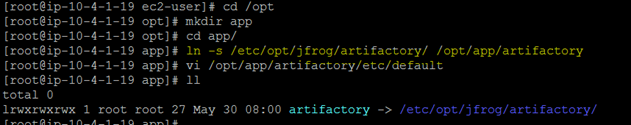 [root@ip-10-4-1-19 ec2-user]# cd /opt
[root@ip-10-4-1-19 opt]# mkdir app
[root@ip-10-4-1-19 opt]# cd app/
[root@ip-10-4-1-19 app]# ln -s /etc/opt/jfrog/artifactory/ /opt/app/artifactory
[root@ip-10-4-1-19 app]# vi /opt/app/artifactory/etc/default
[root@ip-10-4-1-19 app]# ll
total 0
lrwxrwxrwx 1 root root 27 May 30 08:00 artifactory -> /etc/opt/jfrog/artifactory/
[root@ip-10-4-1-19 app]#